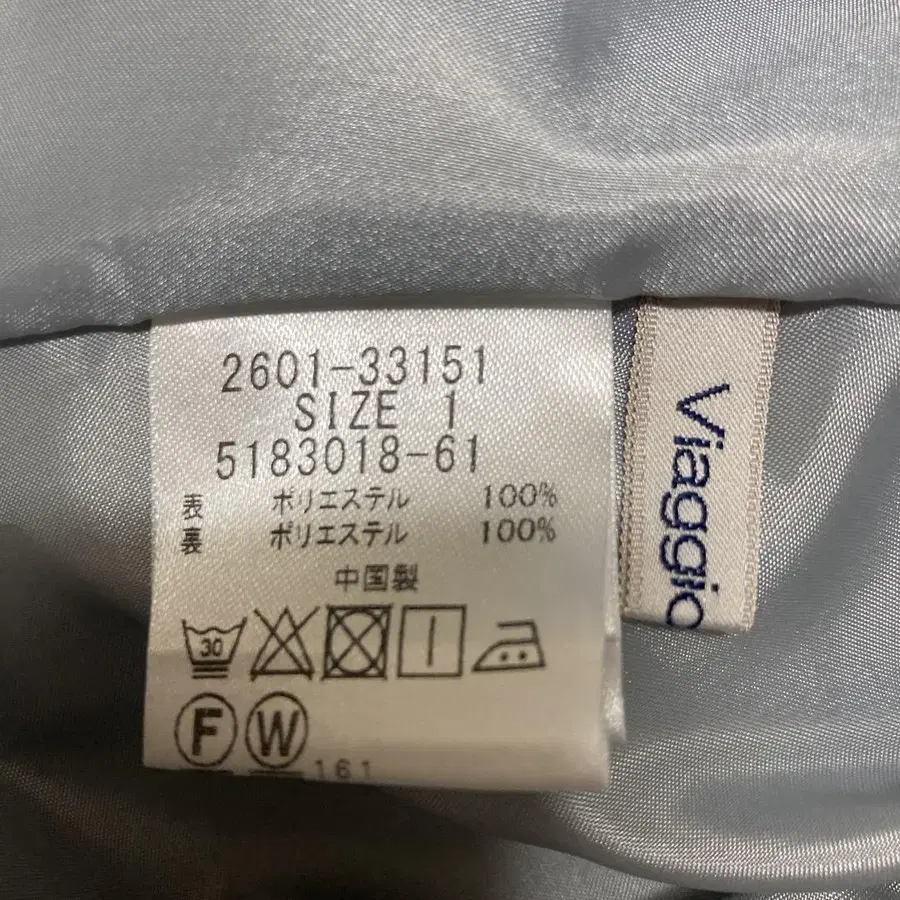 2601-33151
SIZE 1
5183018-61
表 ポリエステル 100%
裏 ポリエステル 100%
中国製
30
F W
161
Viaggio